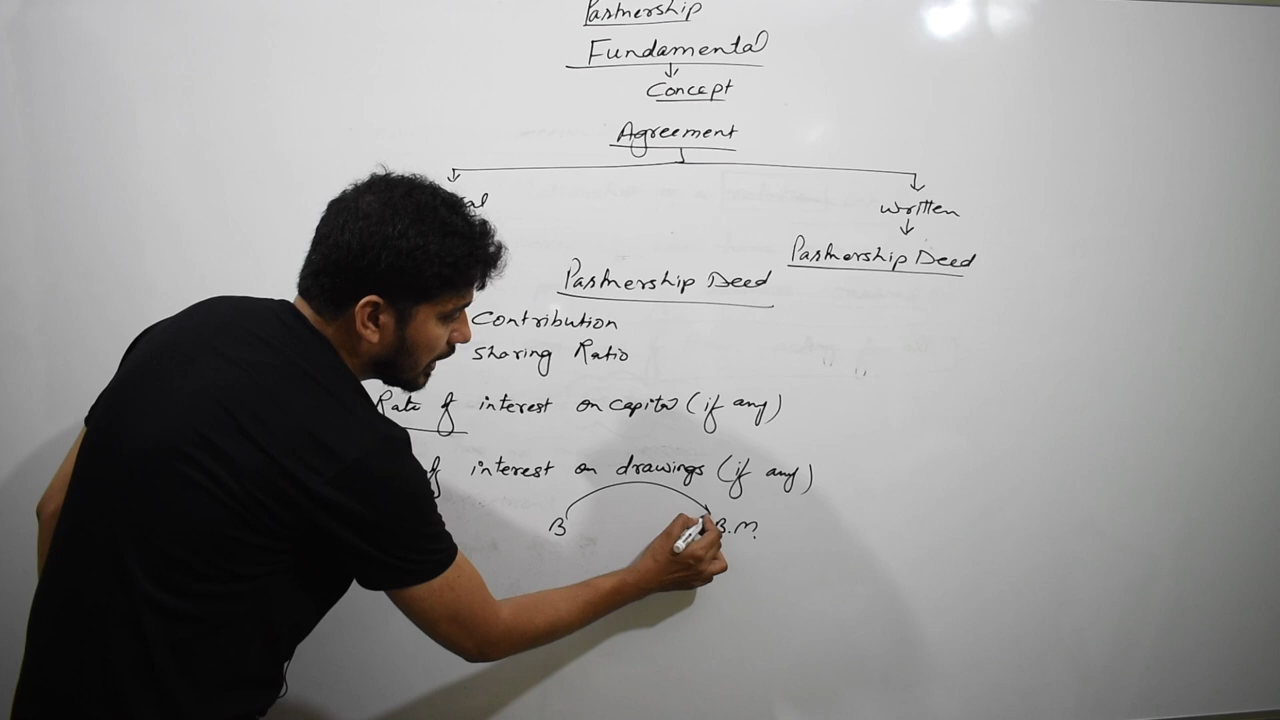 Partnership
Fundamental
Concept
Agreement
written
Partnership Deed
Partnership Deed
Contribution
sharing Ratio
Rate of interest on capital (if any)
of interest on drawings (if any)
B B.M.